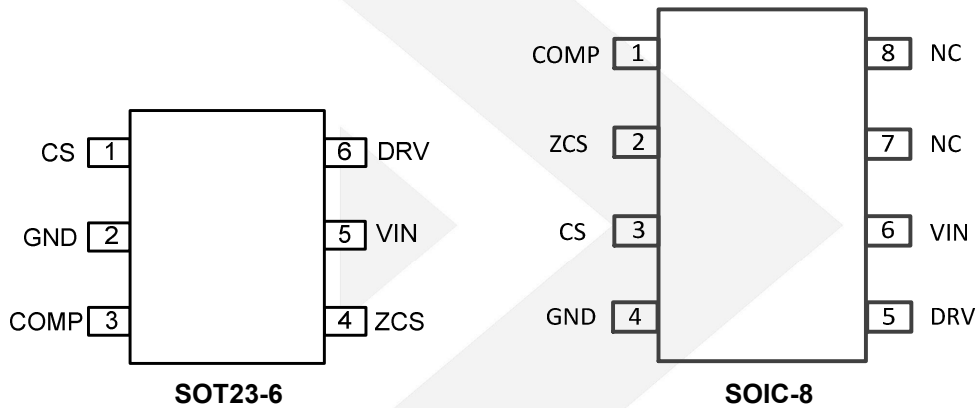 CS 1 6 DRV
GND 2 5 VIN
COMP 3 4 ZCS
SOT23-6
COMP 1 8 NC
ZCS 2 7 NC
CS 3 6 VIN
GND 4 5 DRV
SOIC-8